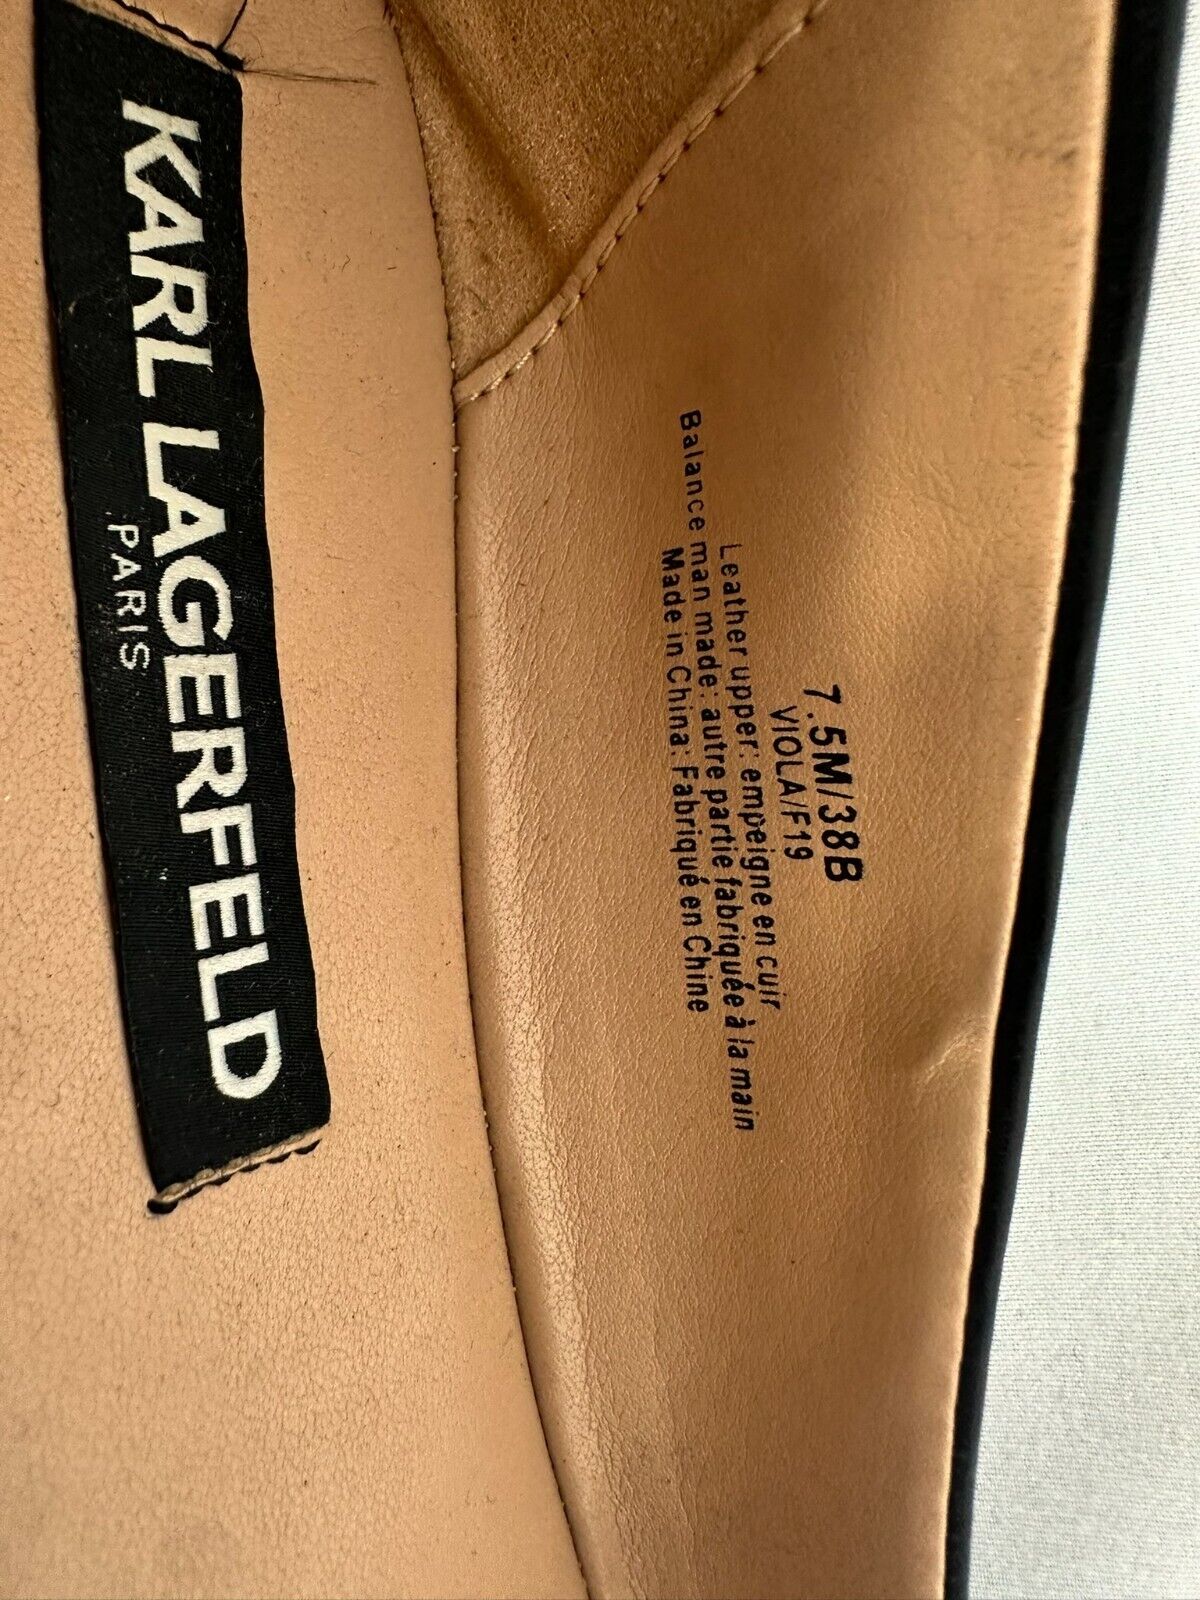 KARL LAGERFELD
PARIS
7.5M/38B
VIOLA/F19
Leather upper: empeigne en cuir
Balance man made: autre partie fabriquée à la main
Made in China: Fabriqué en Chine